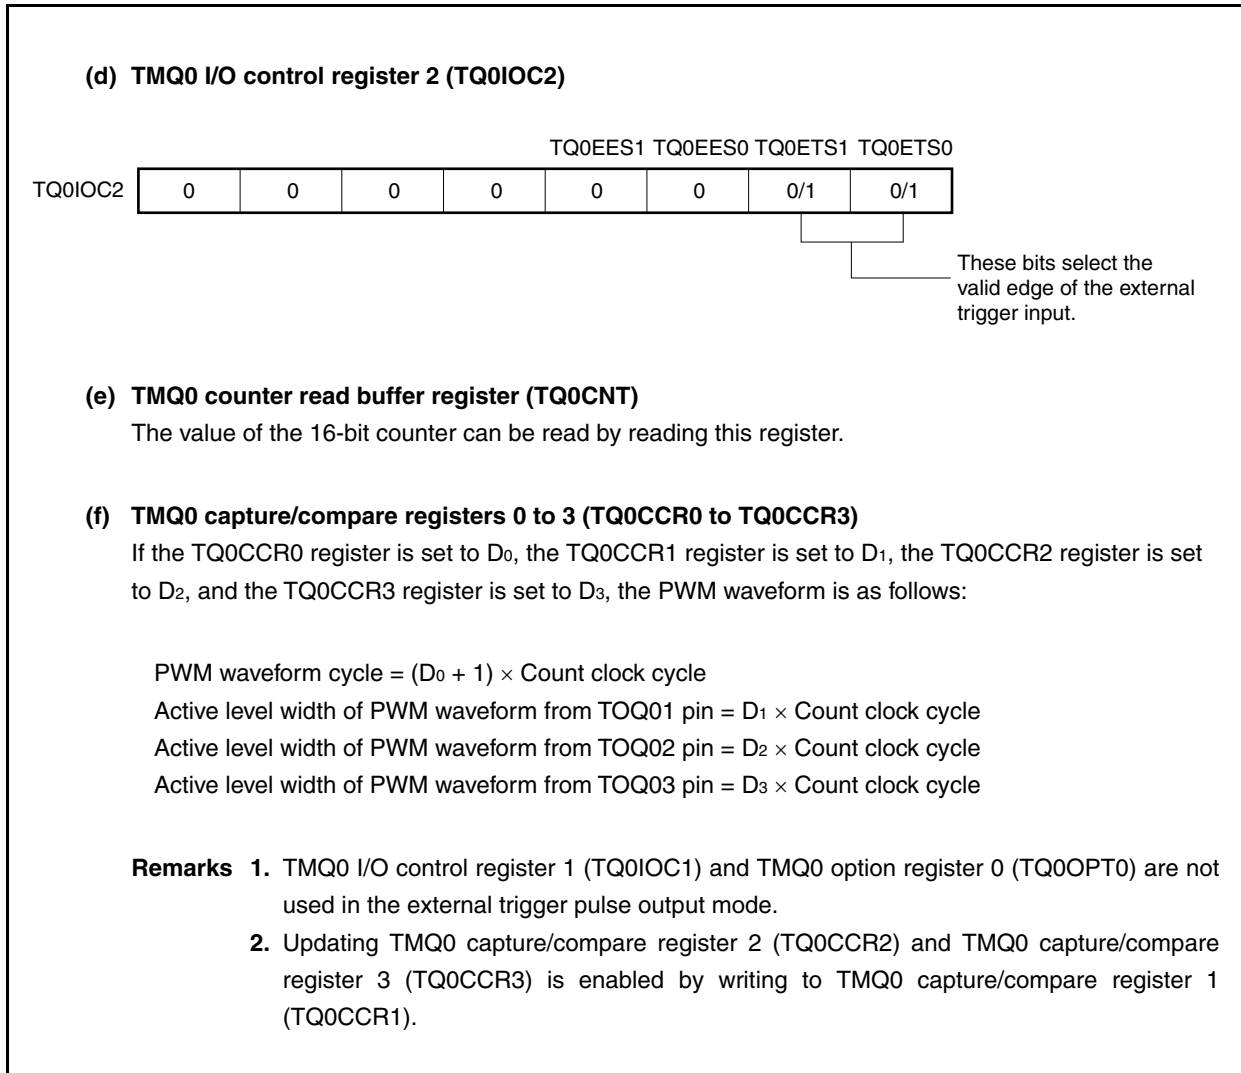 (d) TMQ0 I/O control register 2 (TQ0IOC2)
TQ0EES1 TQ0EES0 TQ0ETS1 TQ0ETS0
TQ0IOC2 0 0 0 0 0 0 0/1 0/1
These bits select the
valid edge of the external
trigger input.
(e) TMQ0 counter read buffer register (TQ0CNT)
The value of the 16-bit counter can be read by reading this register.
(f) TMQ0 capture/compare registers 0 to 3 (TQ0CCR0 to TQ0CCR3)
If the TQ0CCR0 register is set to D0, the TQ0CCR1 register is set to D1, the TQ0CCR2 register is set
to D2, and the TQ0CCR3 register is set to D3, the PWM waveform is as follows:
PWM waveform cycle = (D0 + 1) × Count clock cycle
Active level width of PWM waveform from TOQ01 pin = D1 × Count clock cycle
Active level width of PWM waveform from TOQ02 pin = D2 × Count clock cycle
Active level width of PWM waveform from TOQ03 pin = D3 × Count clock cycle
Remarks 1. TMQ0 I/O control register 1 (TQ0IOC1) and TMQ0 option register 0 (TQ0OPT0) are not
used in the external trigger pulse output mode.
2. Updating TMQ0 capture/compare register 2 (TQ0CCR2) and TMQ0 capture/compare
register 3 (TQ0CCR3) is enabled by writing to TMQ0 capture/compare register 1
(TQ0CCR1).